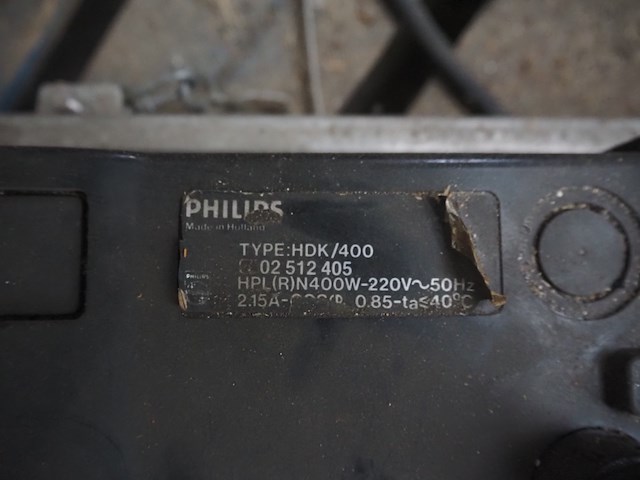 PHILIPS
Made in Holland
TYPE:HDK/400
02 512 405
HPL(R)N400W-220V~50Hz
2.15A- 0.85-ta≤40°C
PHILIPS